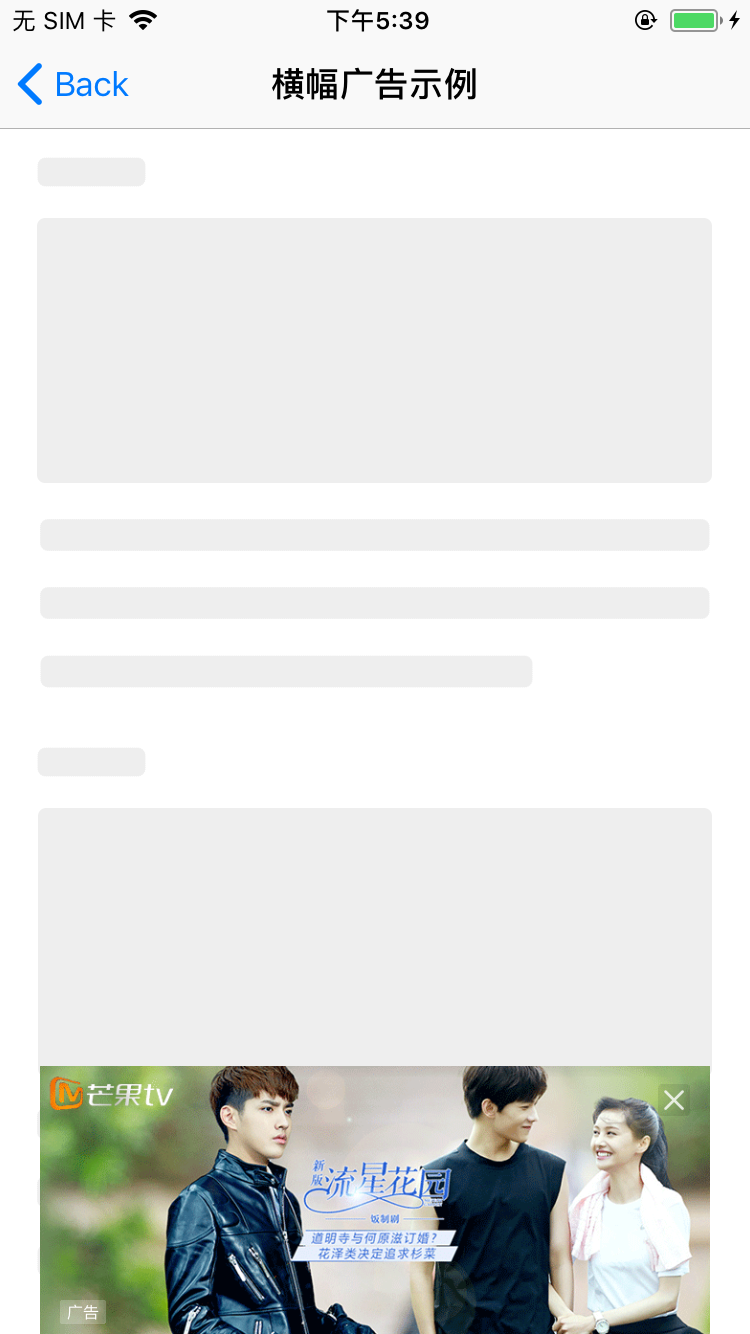 无 SIM 卡
下午5:39
Back
横幅广告示例
芒果tv
新版 流星花园
饭制剧
道明寺与何原滋订婚?
花泽类决定追求杉菜
广告